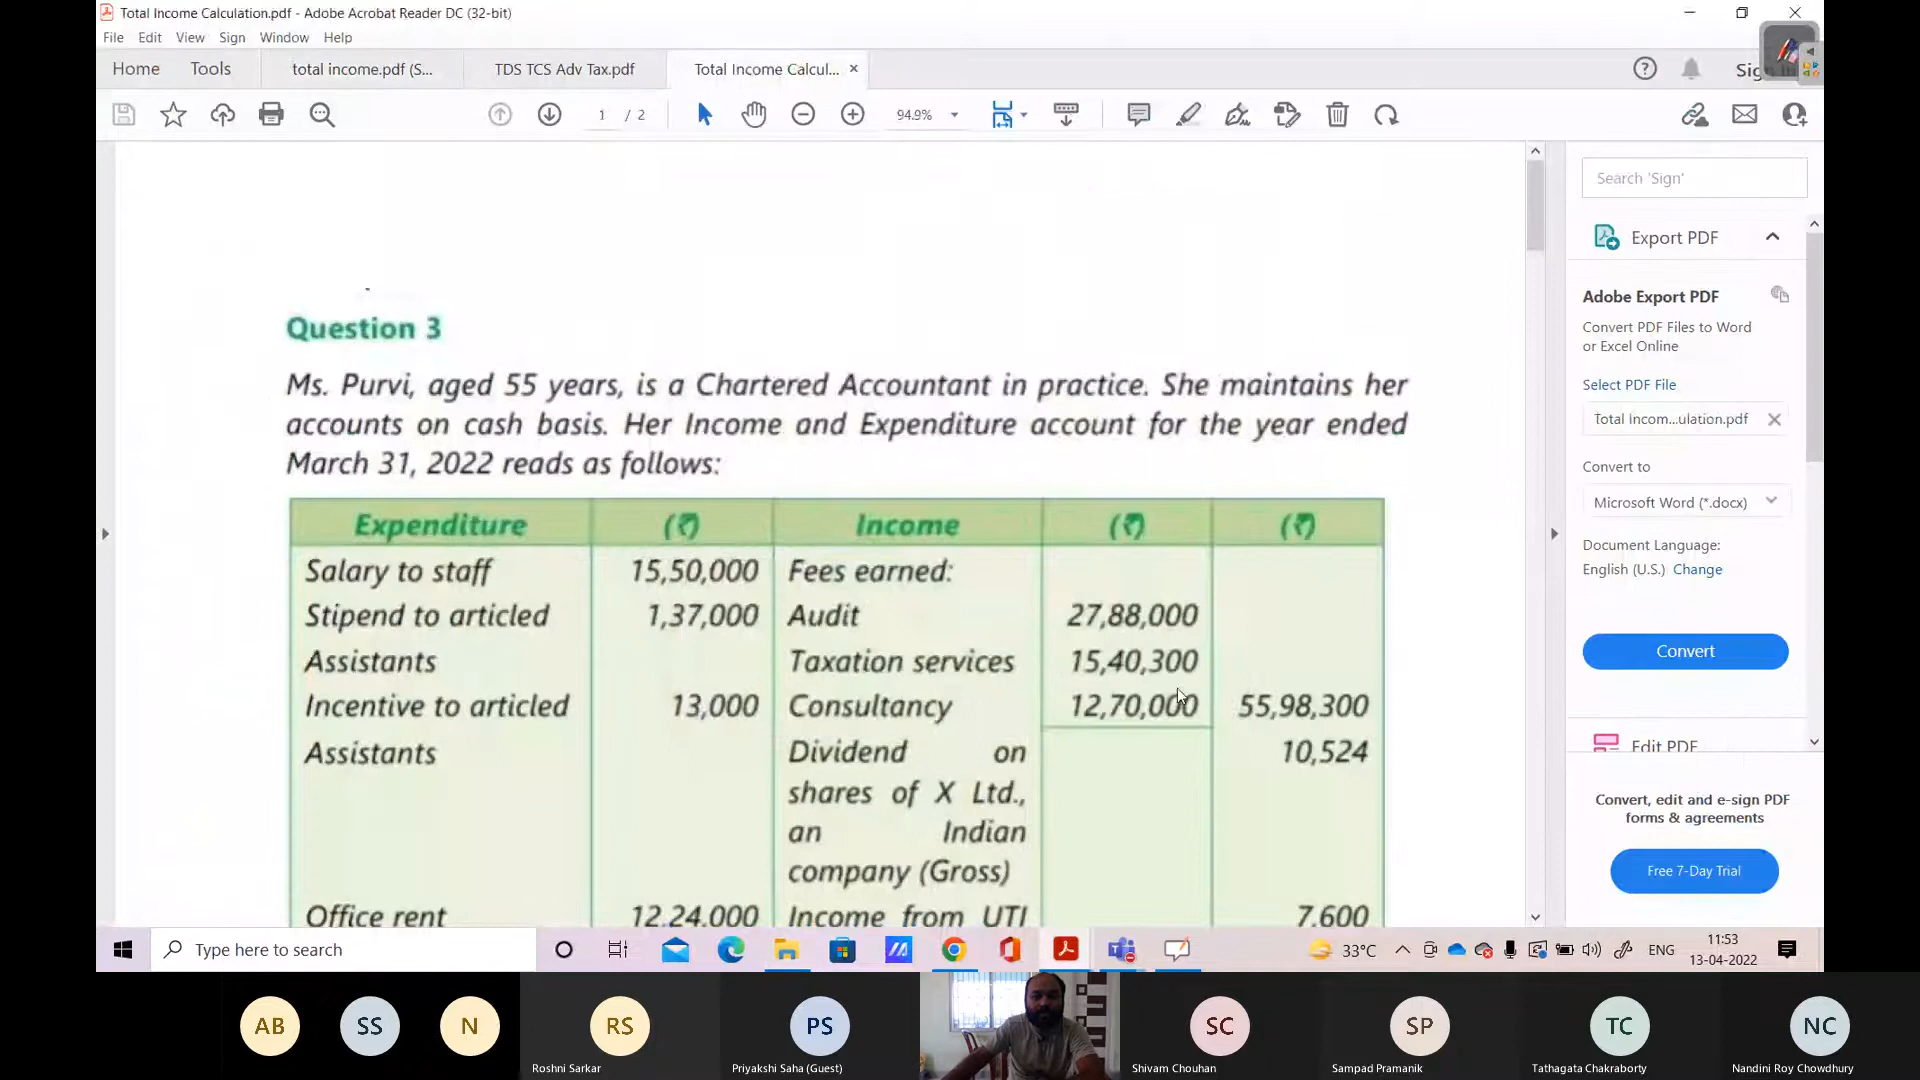 Total Income Calculation.pdf - Adobe Acrobat Reader DC (32-bit)
File Edit View Sign Window Help
Home Tools total income.pdf (S... TDS TCS Adv Tax.pdf Total Income Calcul... ×
1 / 2 94.9%
Search 'Sign'
Export PDF
Adobe Export PDF
Convert PDF Files to Word
or Excel Online
Select PDF File
Total Incom...ulation.pdf
Convert to
Microsoft Word (*.docx)
Document Language:
English (U.S.) Change
Convert
Edit PDF
Convert, edit and e-sign PDF
forms & agreements
Free 7-Day Trial
Question 3
Ms. Purvi, aged 55 years, is a Chartered Accountant in practice. She maintains her
accounts on cash basis. Her Income and Expenditure account for the year ended
March 31, 2022 reads as follows:
Expenditure (₹) Income (₹) (₹)
Salary to staff 15,50,000 Fees earned:
Stipend to articled 1,37,000 Audit 27,88,000
Assistants Taxation services 15,40,300
Incentive to articled 13,000 Consultancy 12,70,000 55,98,300
Assistants Dividend on 10,524
shares of X Ltd.,
an Indian
company (Gross)
Office rent 12,24,000 Income from UTI 7,600
Type here to search
33°C ENG 11:53
13-04-2022
AB SS N RS PS SC SP TC NC
Roshni Sarkar Priyakshi Saha (Guest) Shivam Chouhan Sampad Pramanik Tathagata Chakraborty Nandini Roy Chowdhury